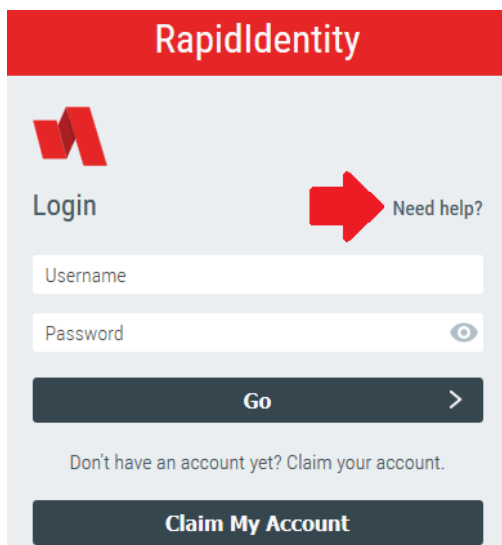 RapidIdentity
Login
Need help?
Username
Password
Go
Don't have an account yet? Claim your account.
Claim My Account